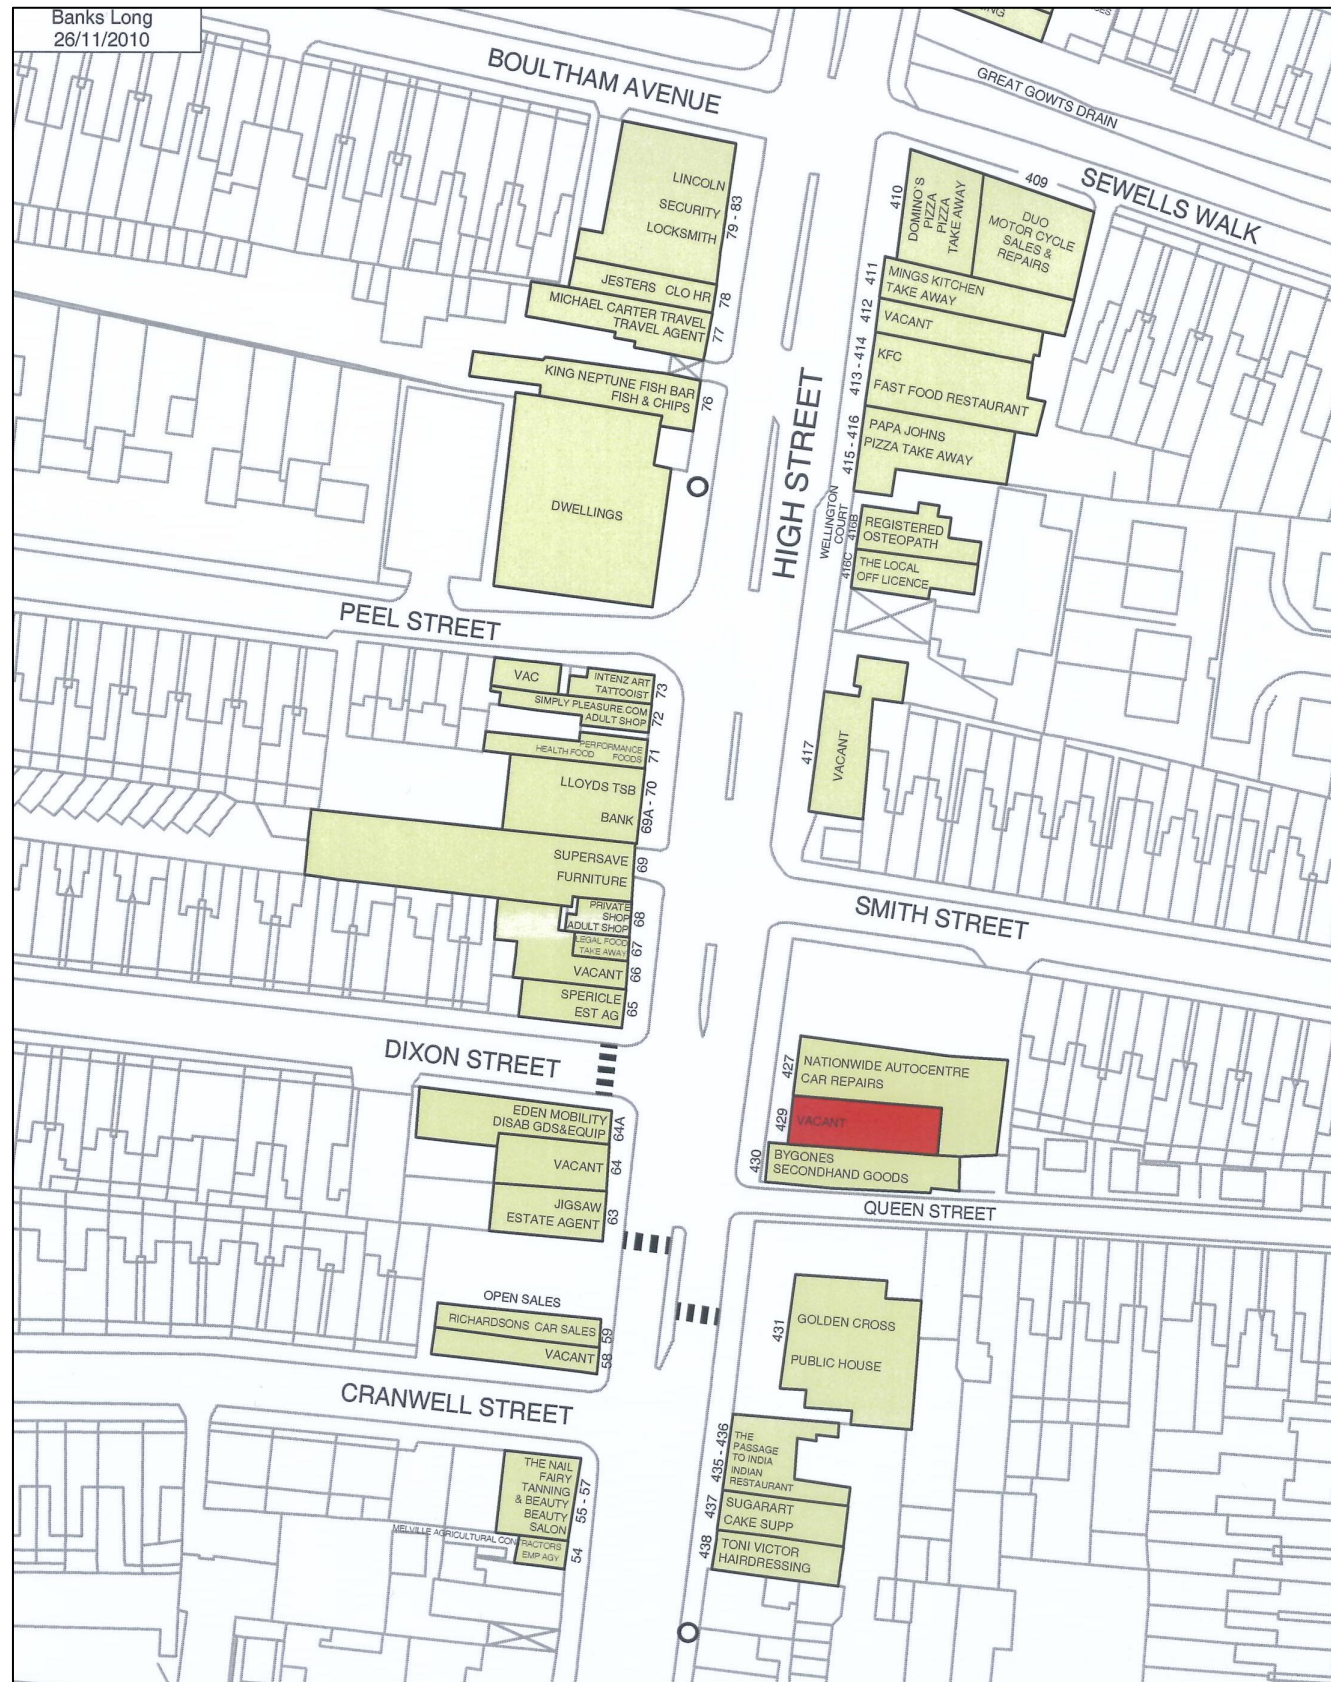 Banks Long
26/11/2010
BOULTHAM AVENUE
GREAT GOWTS DRAIN
SEWELLS WALK
HIGH STREET
LINCOLN
SECURITY
LOCKSMITH
79 - 83
JESTERS CLO HR
78
MICHAEL CARTER TRAVEL
TRAVEL AGENT
77
KING NEPTUNE FISH BAR
FISH & CHIPS
76
DWELLINGS
410
DOMINO'S
PIZZA
PIZZA
TAKE AWAY
409
DUO
MOTOR CYCLE
SALES &
REPAIRS
411
MINGS KITCHEN
TAKE AWAY
412
VACANT
413 - 414
KFC
FAST FOOD RESTAURANT
415 - 416
PAPA JOHNS
PIZZA TAKE AWAY
WELLINGTON
COURT
416B
REGISTERED
OSTEOPATH
416C
THE LOCAL
OFF LICENCE
PEEL STREET
VAC
INTENZ ART
TATTOOIST
73
SIMPLY PLEASURE.COM
ADULT SHOP
72
PERFORMANCE
HEALTH FOOD FOODS
71
LLOYDS TSB
BANK
69A - 70
SUPERSAVE
FURNITURE
69
PRIVATE
SHOP
ADULT SHOP
68
LEGAL FOOD
TAKE AWAY
67
VACANT
66
SPERICLE
EST AG
65
417
VACANT
SMITH STREET
DIXON STREET
427
NATIONWIDE AUTOCENTRE
CAR REPAIRS
429
VACANT
430
BYGONES
SECONDHAND GOODS
QUEEN STREET
EDEN MOBILITY
DISAB GDS&EQUIP
64A
VACANT
64
JIGSAW
ESTATE AGENT
63
OPEN SALES
RICHARDSONS CAR SALES
59
VACANT
58
CRANWELL STREET
431
GOLDEN CROSS
PUBLIC HOUSE
435 - 436
THE
PASSAGE
TO INDIA
INDIAN
RESTAURANT
437
SUGARART
CAKE SUPP
438
TONI VICTOR
HAIRDRESSING
THE NAIL
FAIRY
TANNING
& BEAUTY
BEAUTY
SALON
55 - 57
MELVILLE AGRICULTURAL CONTRACTORS
EMP AGY
54